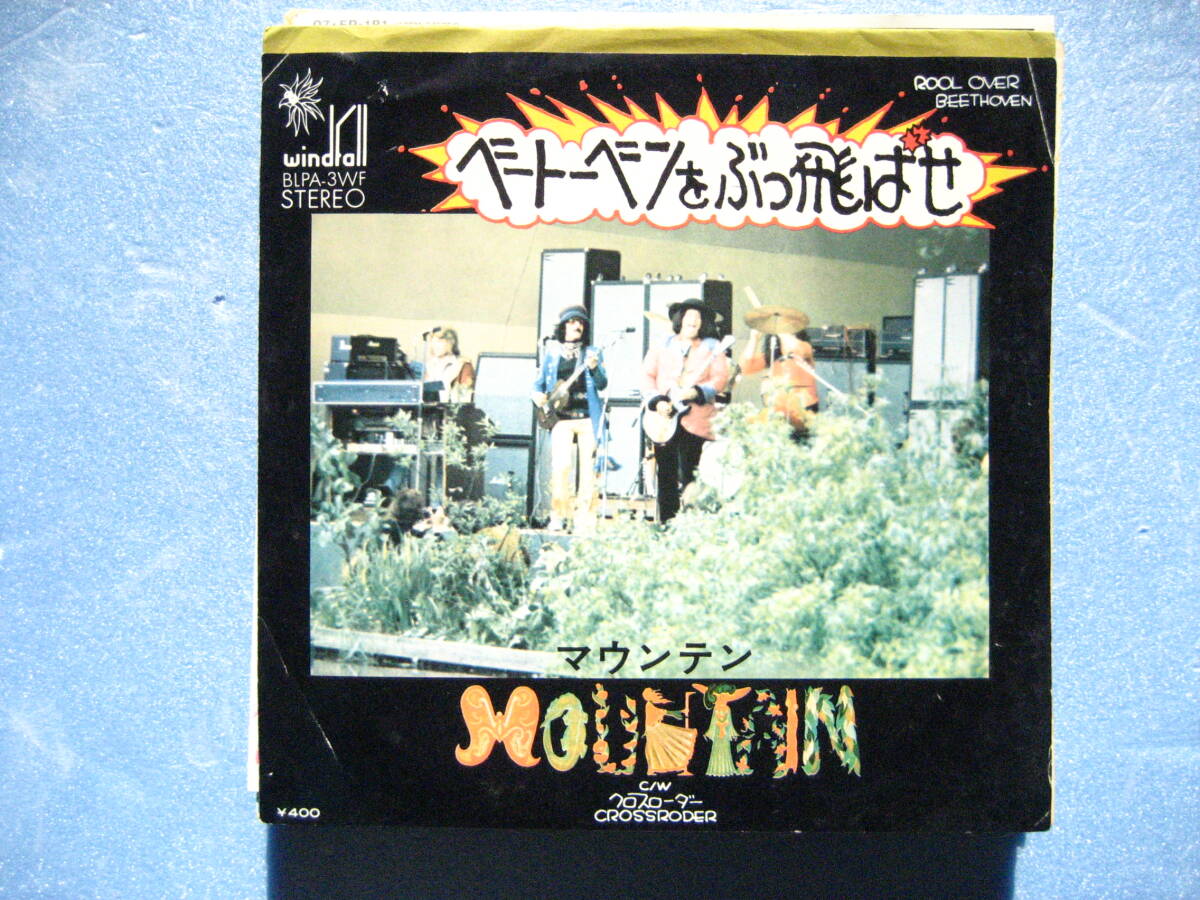 windfall
BLPA-3WF
STEREO
ROOL OVER
BEETHOVEN
ベートーベンをぶっ飛ばせ
マウンテン
MOUNTAIN
C/W
クロスローダー
CROSSRODER
¥400